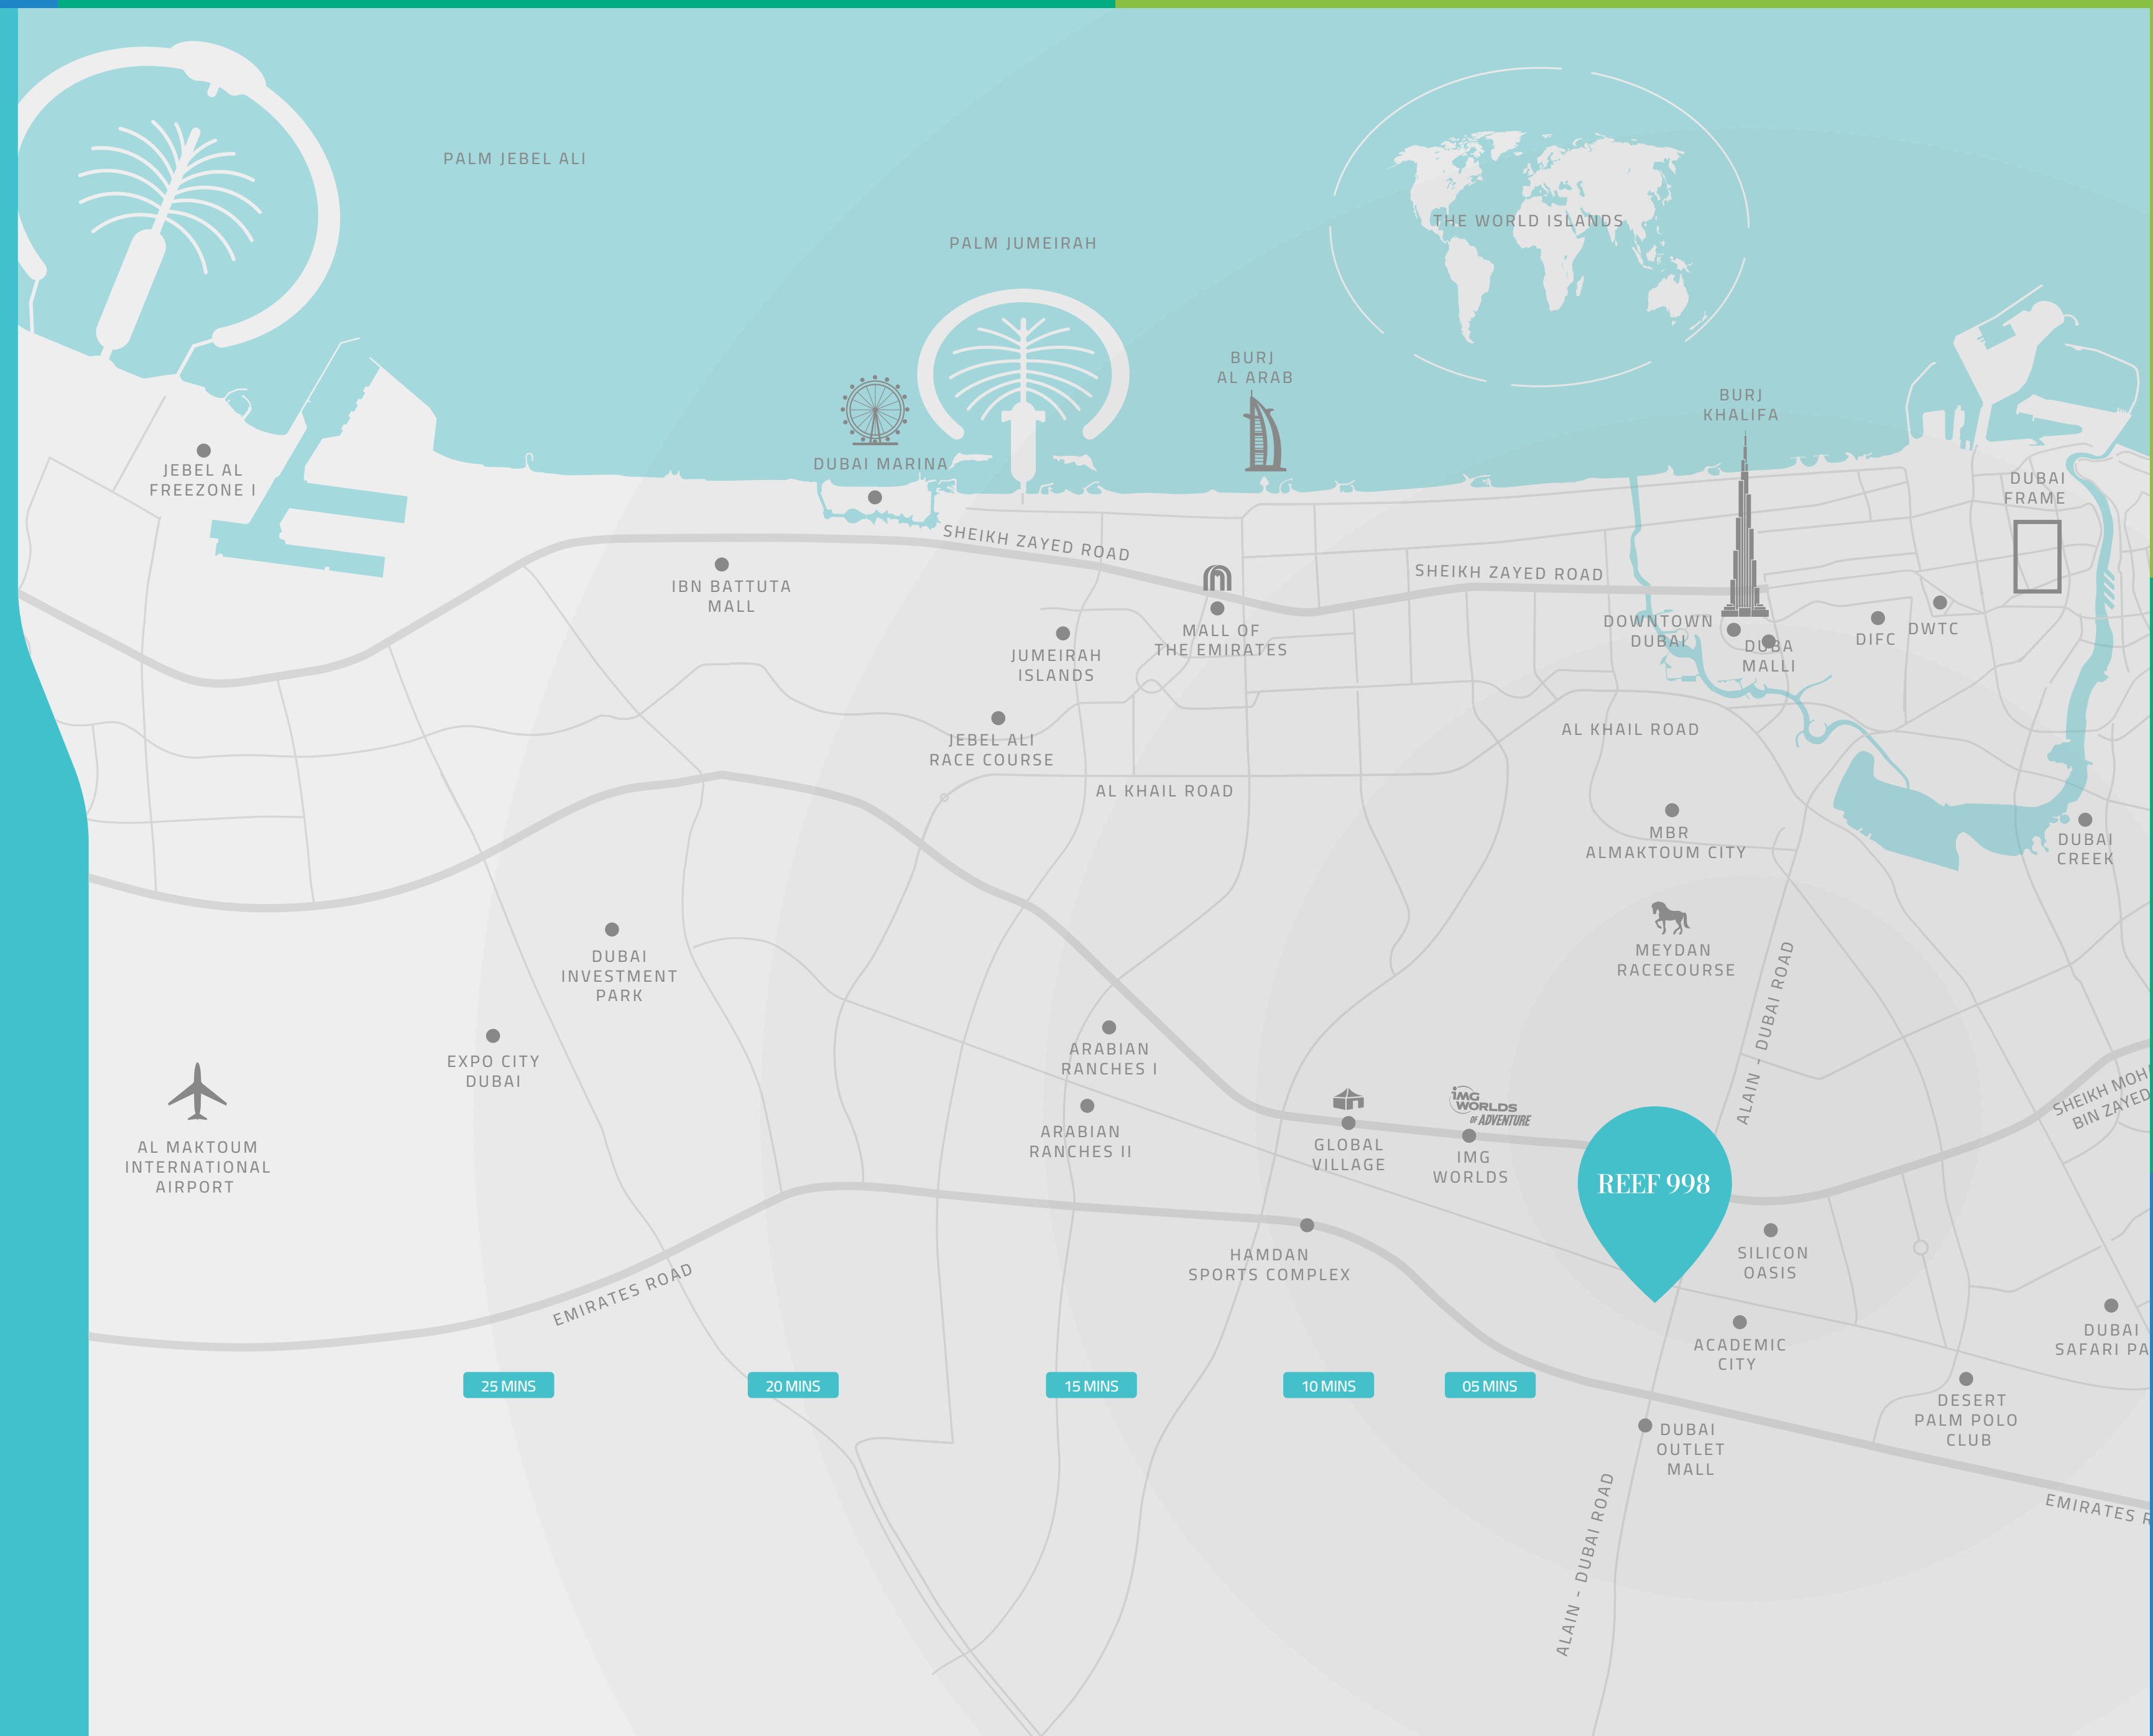 PALM JEBEL ALI
THE WORLD ISLANDS
PALM JUMEIRAH
BURJ
AL ARAB
BURJ
KHALIFA
JEBEL AL
FREEZONE I
DUBAI MARINA
DUBAI
FRAME
SHEIKH ZAYED ROAD
SHEIKH ZAYED ROAD
IBN BATTUTA
MALL
MALL OF
THE EMIRATES
JUMEIRAH
ISLANDS
DOWNTOWN
DUBAI
DUBA
MALLI
DIFC
DWTC
JEBEL ALI
RACE COURSE
AL KHAIL ROAD
AL KHAIL ROAD
MBR
ALMAKTOUM CITY
DUBAI
CREEK
MEYDAN
RACECOURSE
DUBAI
INVESTMENT
PARK
ALAIN - DUBAI ROAD
EXPO CITY
DUBAI
ARABIAN
RANCHES I
ARABIAN
RANCHES II
iMG
WORLDS
OF ADVENTURE
GLOBAL
VILLAGE
IMG
WORLDS
SHEIKH MOH
BIN ZAYED
AL MAKTOUM
INTERNATIONAL
AIRPORT
REEF 998
SILICON
OASIS
HAMDAN
SPORTS COMPLEX
EMIRATES ROAD
ACADEMIC
CITY
DUBAI
SAFARI PA
25 MINS
20 MINS
15 MINS
10 MINS
05 MINS
DESERT
PALM POLO
CLUB
DUBAI
OUTLET
MALL
ALAIN - DUBAI ROAD
EMIRATES R